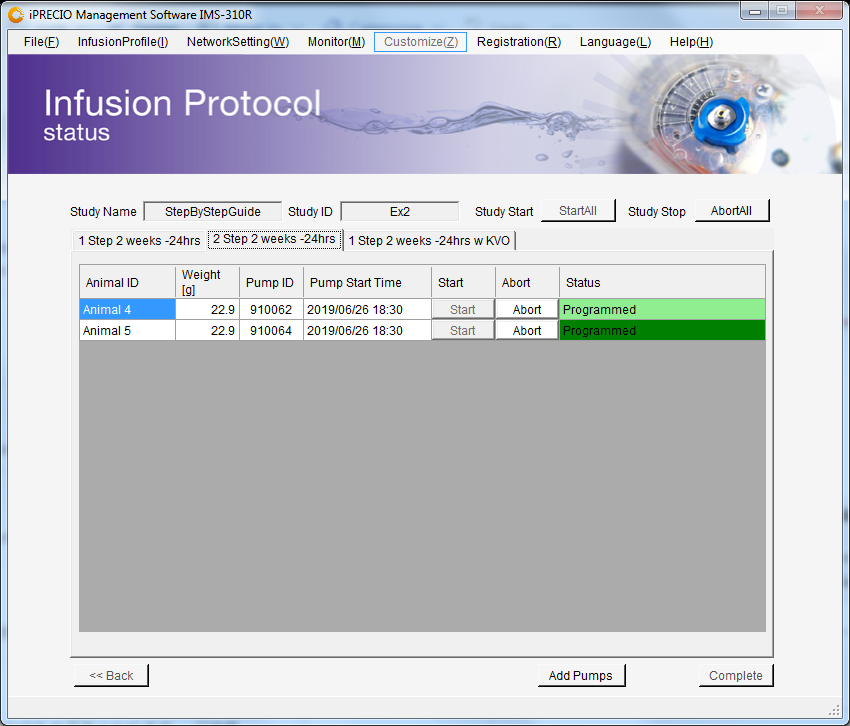 iPRECIO Management Software IMS-310R
File(F) InfusionProfile(I) NetworkSetting(W) Monitor(M) Customize(Z) Registration(R) Language(L) Help(H)
Infusion Protocol
status
Study Name StepByStepGuide Study ID Ex2 Study Start StartAll Study Stop AbortAll
1 Step 2 weeks -24hrs 2 Step 2 weeks -24hrs 1 Step 2 weeks -24hrs w KVO
Animal ID Weight [g] Pump ID Pump Start Time Start Abort Status
Animal 4 22.9 910062 2019/06/26 18:30 Start Abort Programmed
Animal 5 22.9 910064 2019/06/26 18:30 Start Abort Programmed
<< Back Add Pumps Complete